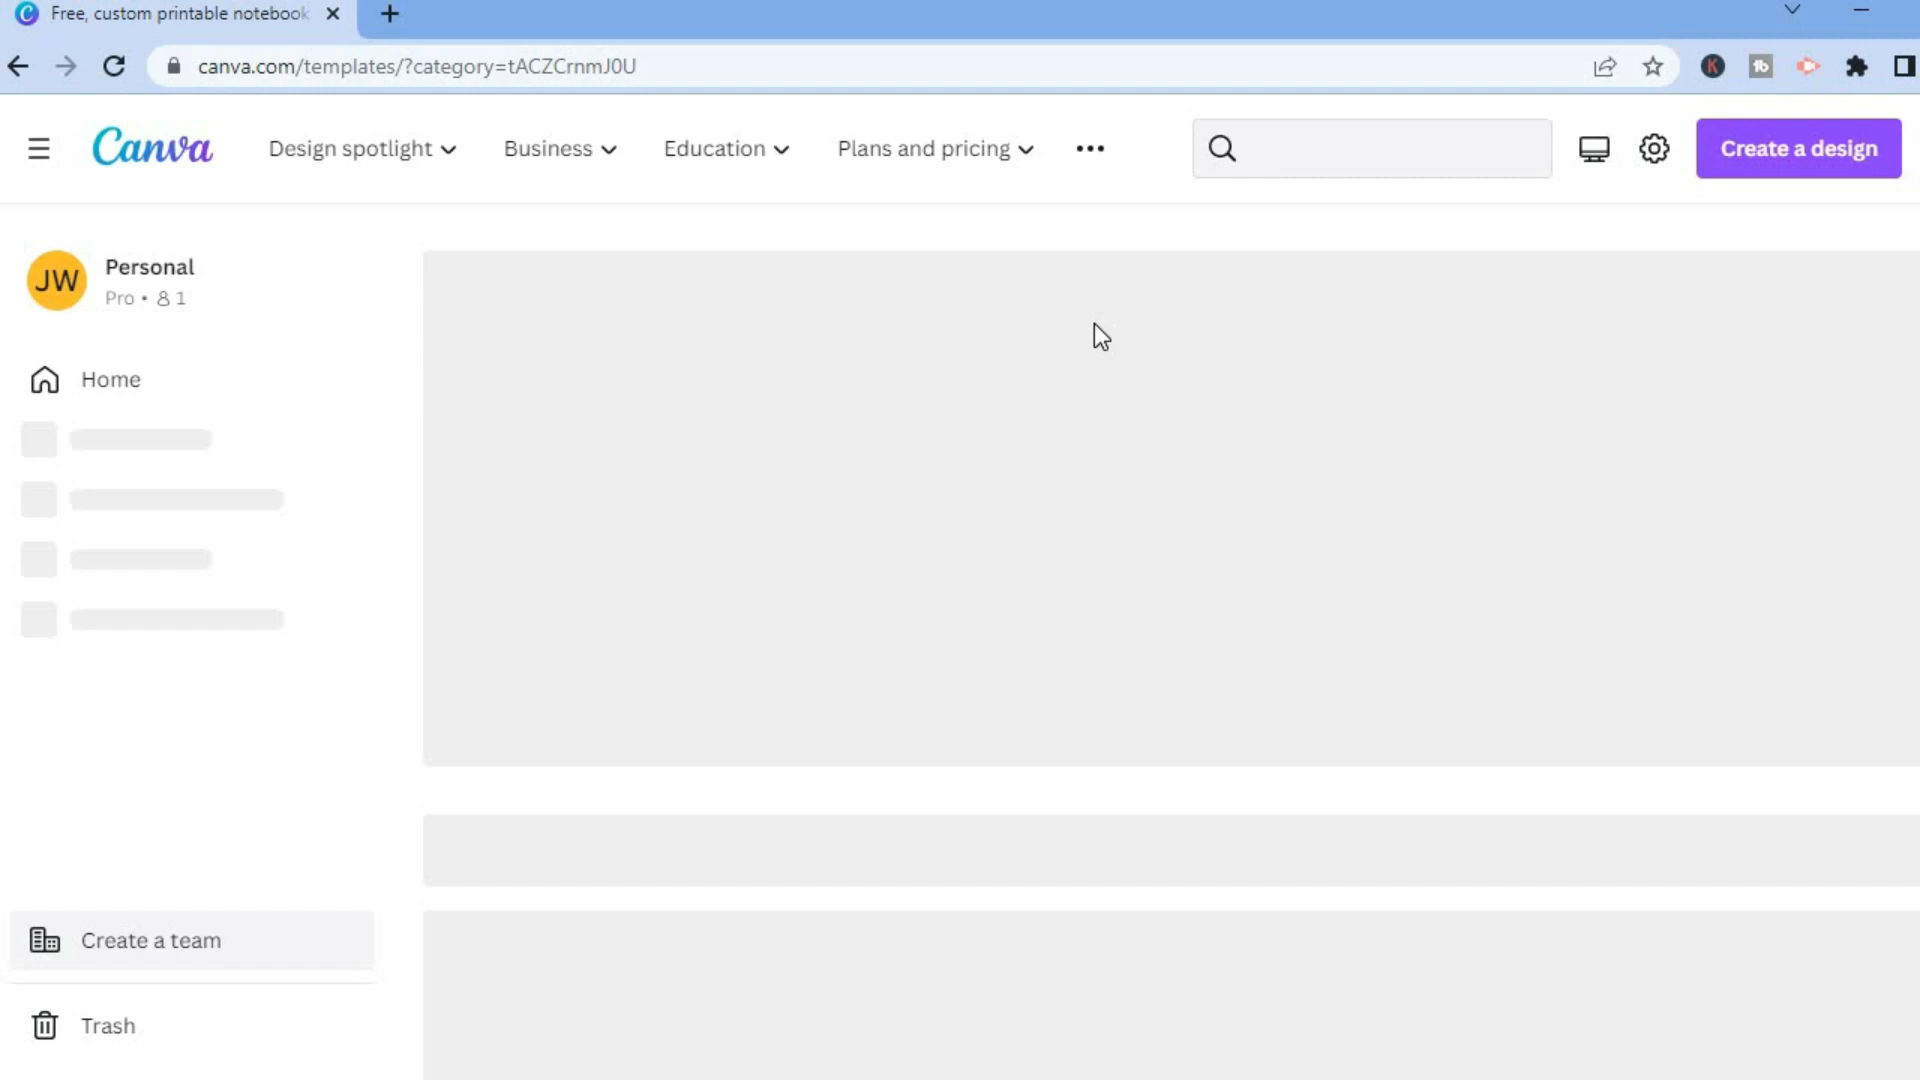 Free, custom printable notebook
canva.com/templates/?category=tACZCrnmJ0U
K
tb
Canva
Design spotlight
Business
Education
Plans and pricing
Create a design
JW
Personal
Pro • 1
Home
Create a team
Trash